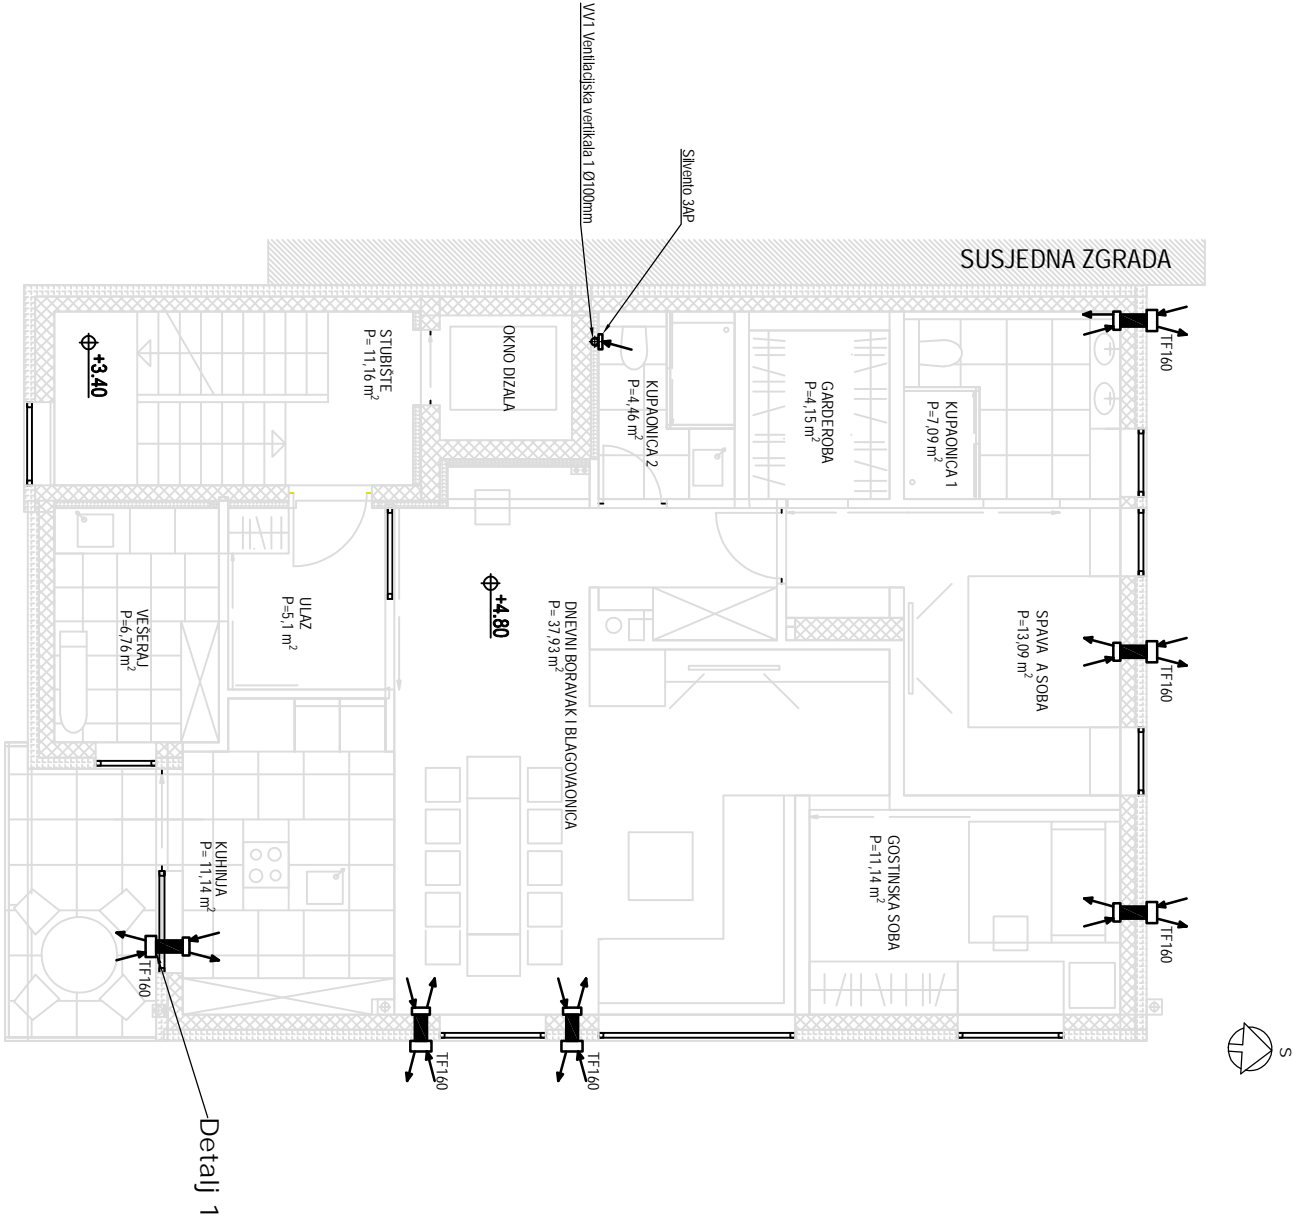 VV1 Ventilacijska vertikala 1 Ø100mm
Silvento 3AP
SUSJEDNA ZGRADA
+3.40
STUBIŠTE
P= 11,16 m²
OKNO DIZALA
KUPAONICA 2
P=4,46 m²
GARDEROBA
P=4,15 m²
KUPAONICA 1
P=7,09 m²
TF160
VEŠERAJ
P=6,76 m²
ULAZ
P=5,1 m²
+4.80
DNEVNI BORAVAK I BLAGOVAONICA
P= 37,93 m²
SPAVA A SOBA
P=13,09 m²
TF160
KUHINJA
P= 11,14 m²
GOSTINSKA SOBA
P=11,14 m²
TF160
TF160
TF160
TF160
S
Detalj 1